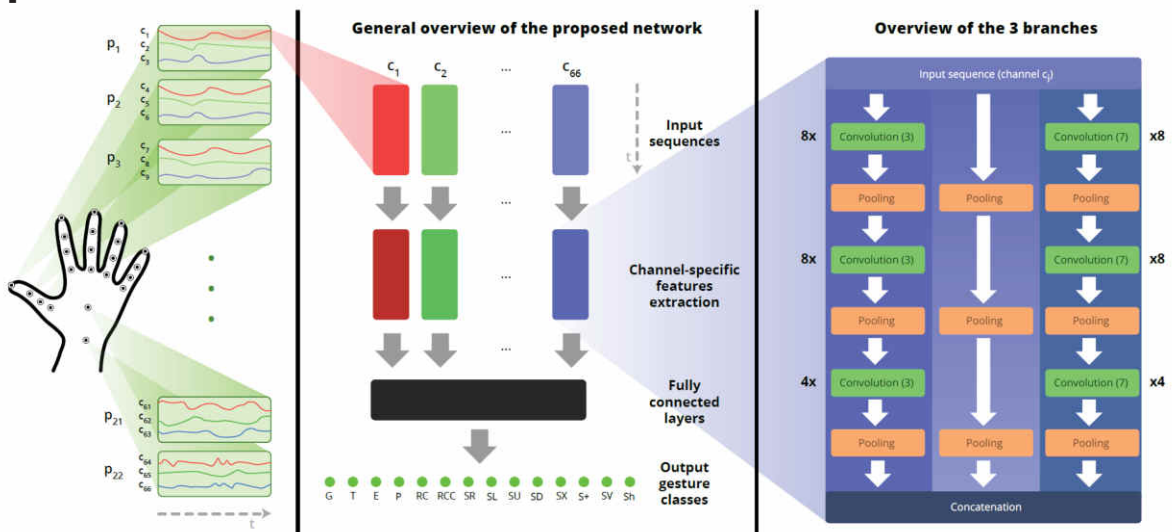 General overview of the proposed network
Overview of the 3 branches
p1
c1
c2
c3
p2
c4
c5
c6
p3
c7
c8
c9
p21
c61
c62
c63
p22
c64
c65
c66
t
c1 c2 ... c66
...
Input
sequences
t
...
...
Channel-specific
features
extraction
...
Fully
connected
layers
Output
gesture
classes
G T E P RC RCC SR SL SU SD SX S+ SV Sh
Input sequence (channel cj)
8x Convolution (3) Convolution (7) x8
Pooling Pooling Pooling
8x Convolution (3) Convolution (7) x8
Pooling Pooling Pooling
4x Convolution (3) Convolution (7) x4
Pooling Pooling Pooling
Concatenation